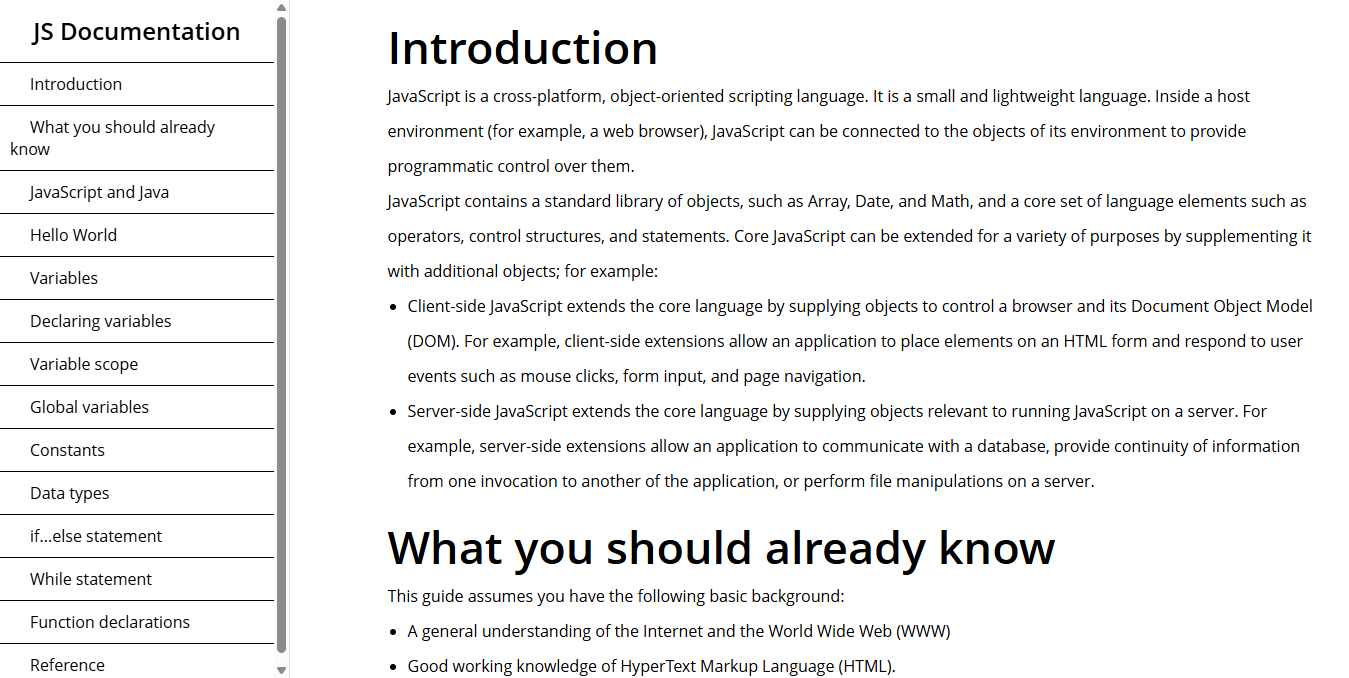 JS Documentation
Introduction
What you should already
know
JavaScript and Java
Hello World
Variables
Declaring variables
Variable scope
Global variables
Constants
Data types
if...else statement
While statement
Function declarations
Reference
Introduction
JavaScript is a cross-platform, object-oriented scripting language. It is a small and lightweight language. Inside a host
environment (for example, a web browser), JavaScript can be connected to the objects of its environment to provide
programmatic control over them.
JavaScript contains a standard library of objects, such as Array, Date, and Math, and a core set of language elements such as
operators, control structures, and statements. Core JavaScript can be extended for a variety of purposes by supplementing it
with additional objects; for example:
• Client-side JavaScript extends the core language by supplying objects to control a browser and its Document Object Model
(DOM). For example, client-side extensions allow an application to place elements on an HTML form and respond to user
events such as mouse clicks, form input, and page navigation.
• Server-side JavaScript extends the core language by supplying objects relevant to running JavaScript on a server. For
example, server-side extensions allow an application to communicate with a database, provide continuity of information
from one invocation to another of the application, or perform file manipulations on a server.
What you should already know
This guide assumes you have the following basic background:
• A general understanding of the Internet and the World Wide Web (WWW)
• Good working knowledge of HyperText Markup Language (HTML).